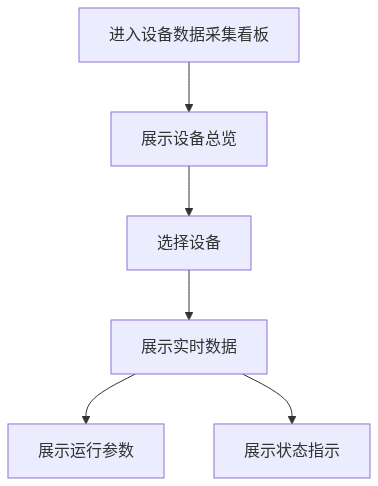 进入设备数据采集看板
展示设备总览
选择设备
展示实时数据
展示运行参数
展示状态指示